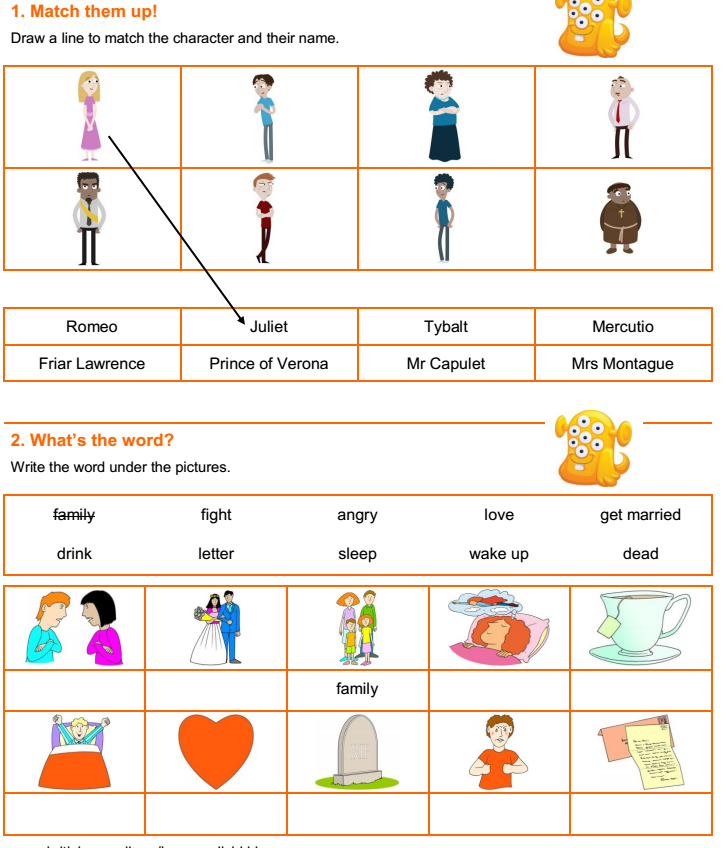 1. Match them up!
Draw a line to match the character and their name.
Romeo Juliet Tybalt Mercutio
Friar Lawrence Prince of Verona Mr Capulet Mrs Montague
2. What's the word?
Write the word under the pictures.
family fight angry love get married
drink letter sleep wake up dead
family